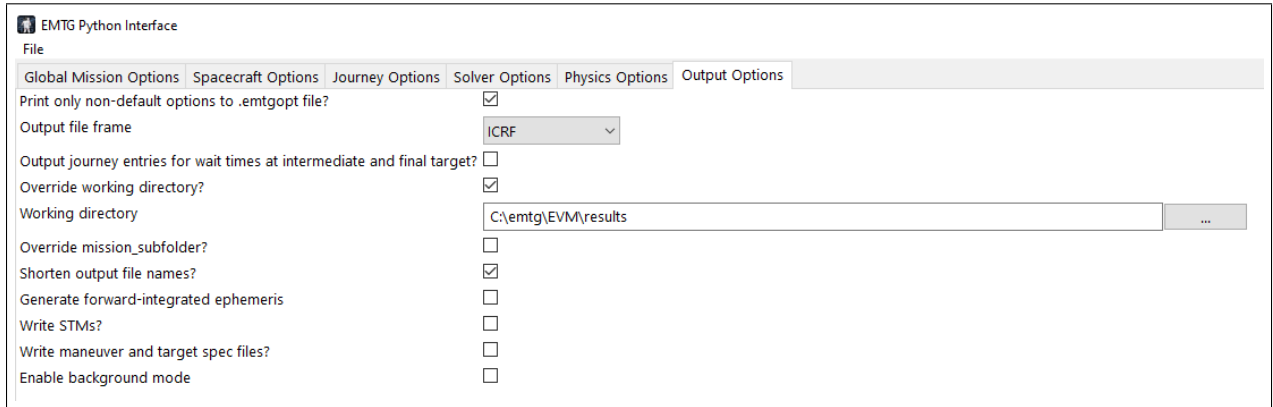 EMTG Python Interface
File
Global Mission Options Spacecraft Options Journey Options Solver Options Physics Options Output Options
Print only non-default options to .emtgopt file?
Output file frame ICRF
Output journey entries for wait times at intermediate and final target?
Override working directory?
Working directory C:\emtg\EVM\results ...
Override mission_subfolder?
Shorten output file names?
Generate forward-integrated ephemeris
Write STMs?
Write maneuver and target spec files?
Enable background mode